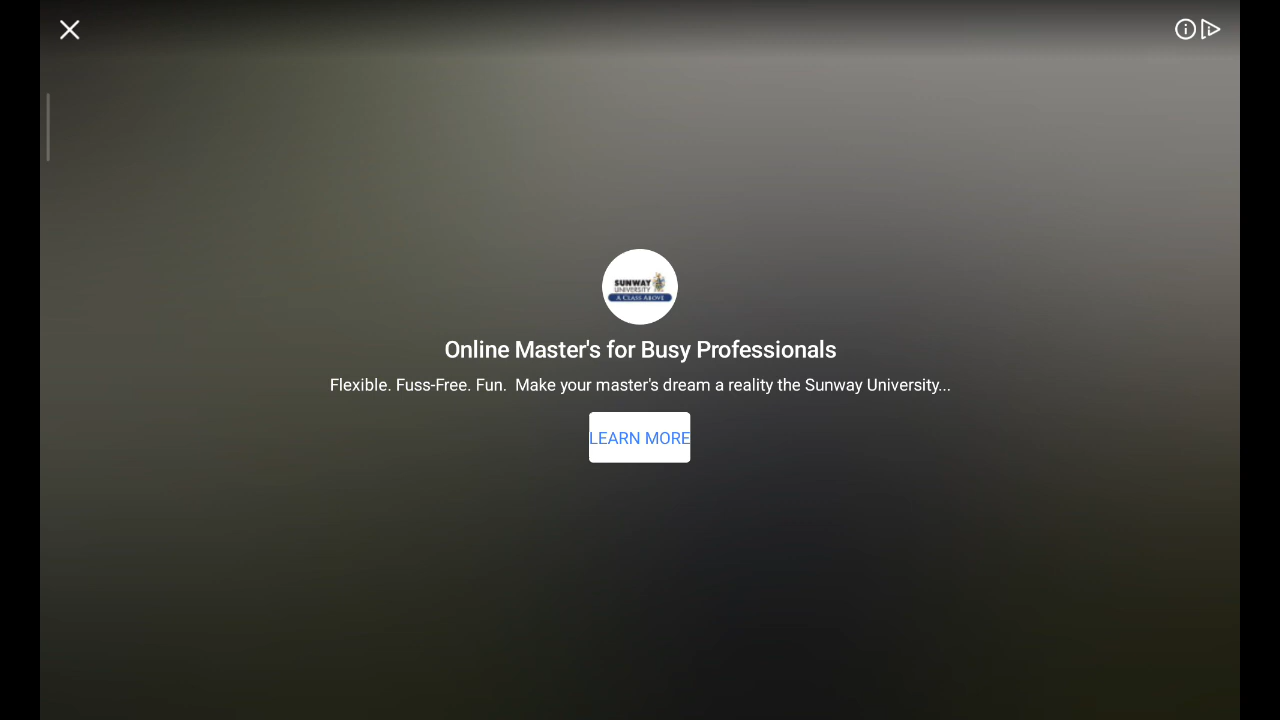 SUNWAY
UNIVERSITY
A CLASS ABOVE
Online Master's for Busy Professionals
Flexible. Fuss-Free. Fun.  Make your master's dream a reality the Sunway University...
LEARN MORE